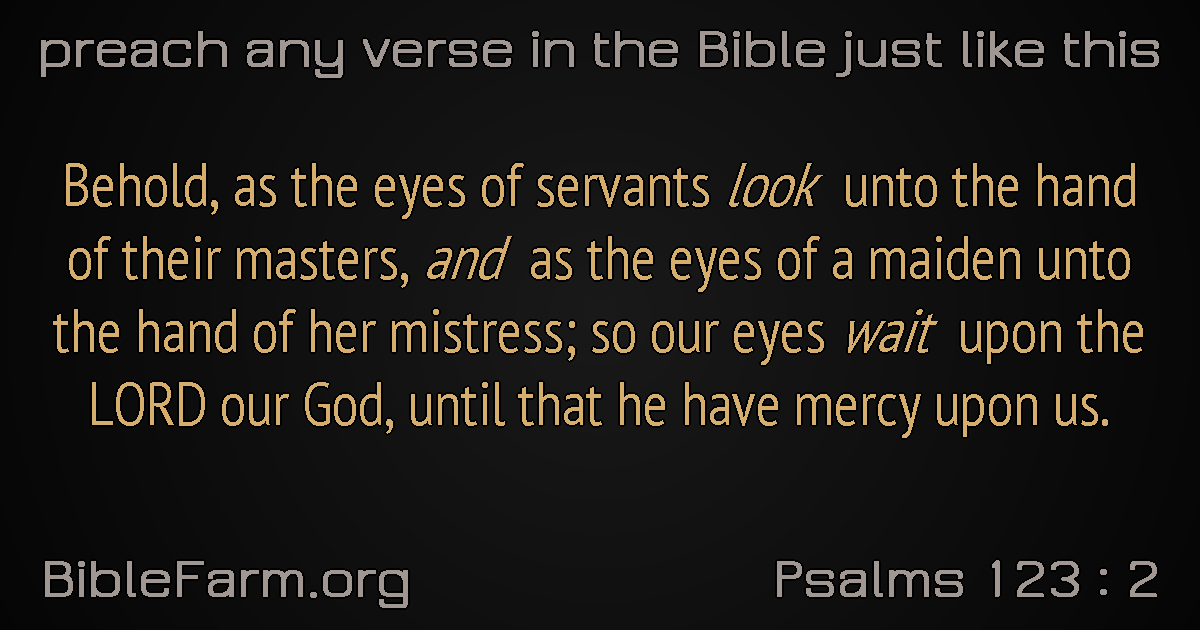 preach any verse in the Bible just like this
Behold, as the eyes of servants look unto the hand
of their masters, and as the eyes of a maiden unto
the hand of her mistress; so our eyes wait upon the
LORD our God, until that he have mercy upon us.
BibleFarm.org
Psalms 123 : 2